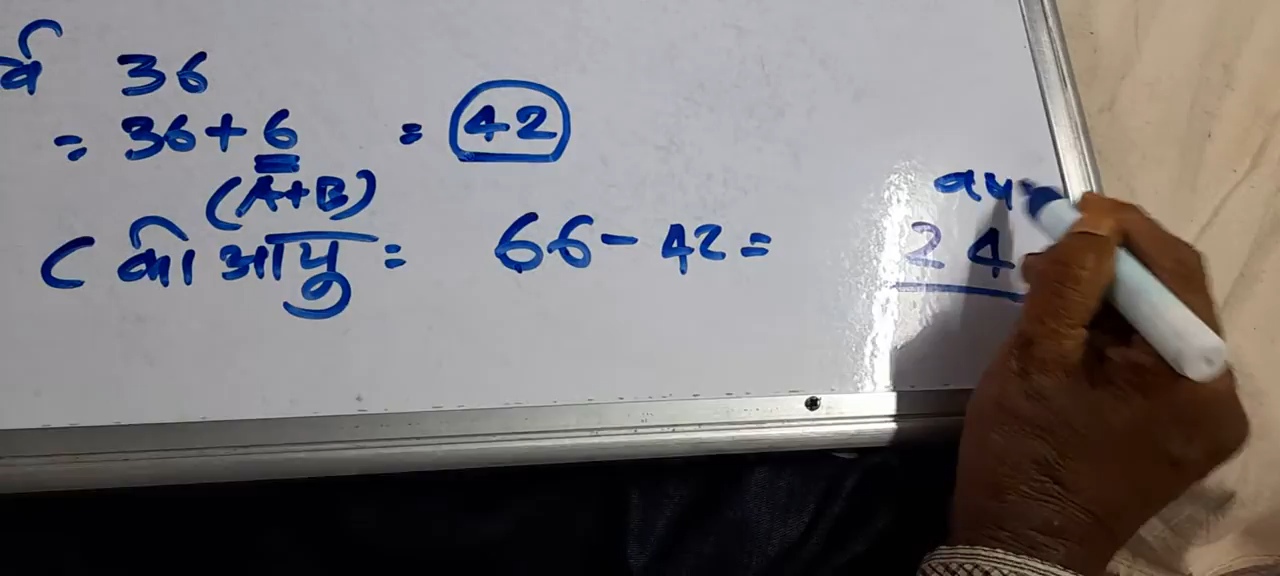 र्व 36
= 36+6 = 42
(A+B)
C की आयु = 66-42 = 24